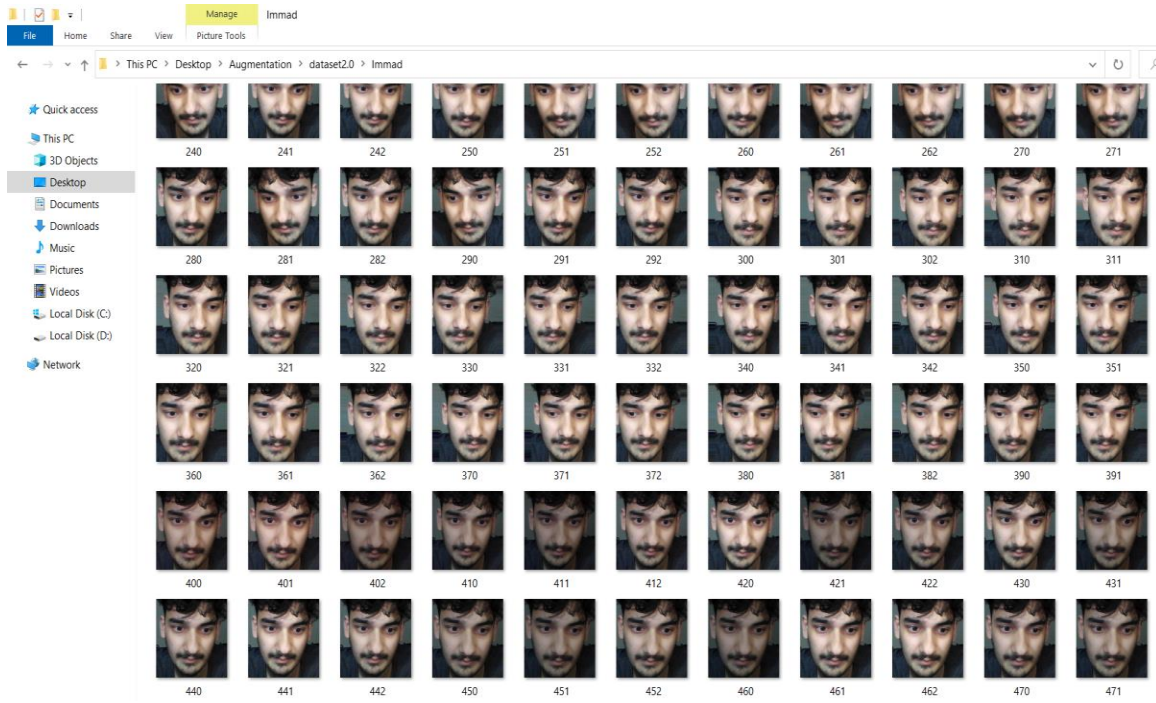 Manage Immad
File Home Share View Picture Tools
This PC > Desktop > Augmentation > dataset2.0 > Immad
Quick access
This PC
3D Objects
Desktop
Documents
Downloads
Music
Pictures
Videos
Local Disk (C:)
Local Disk (D:)
Network
240 241 242 250 251 252 260 261 262 270 271
280 281 282 290 291 292 300 301 302 310 311
320 321 322 330 331 332 340 341 342 350 351
360 361 362 370 371 372 380 381 382 390 391
400 401 402 410 411 412 420 421 422 430 431
440 441 442 450 451 452 460 461 462 470 471